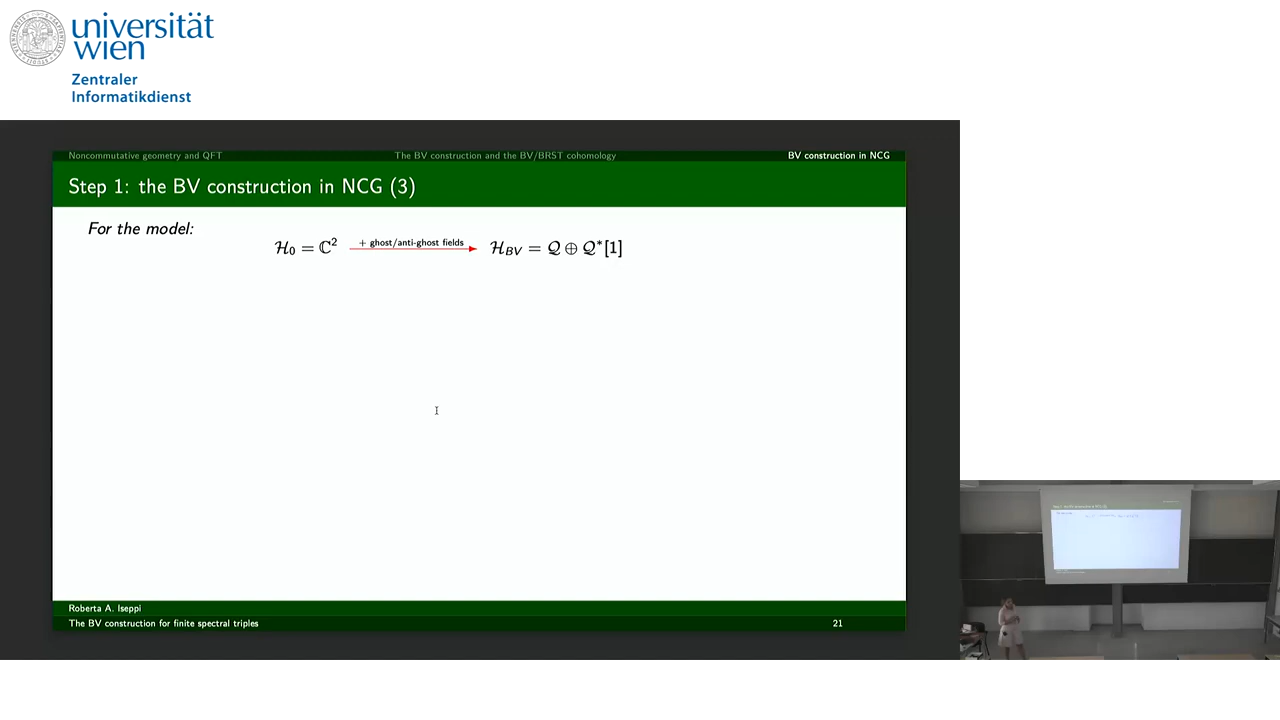 universität
wien
Zentraler
Informatikdienst
Noncommutative geometry and QFT The BV construction and the BV/BRST cohomology BV construction in NCG
Step 1: the BV construction in NCG (3)
For the model:
ℋ₀ = ℂ² + ghost/anti-ghost fields ℋ_BV = 𝒬 ⊕ 𝒬*[1]
Roberta A. Iseppi
The BV construction for finite spectral triples 21